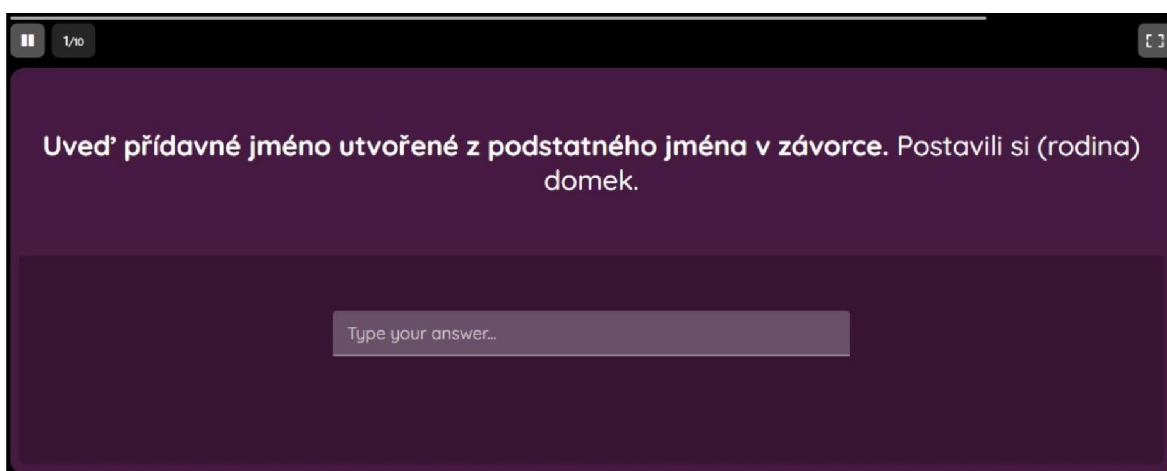 1/10
Uveď přídavné jméno utvořené z podstatného jména v závorce. Postavili si (rodina)
domek.
Type your answer...